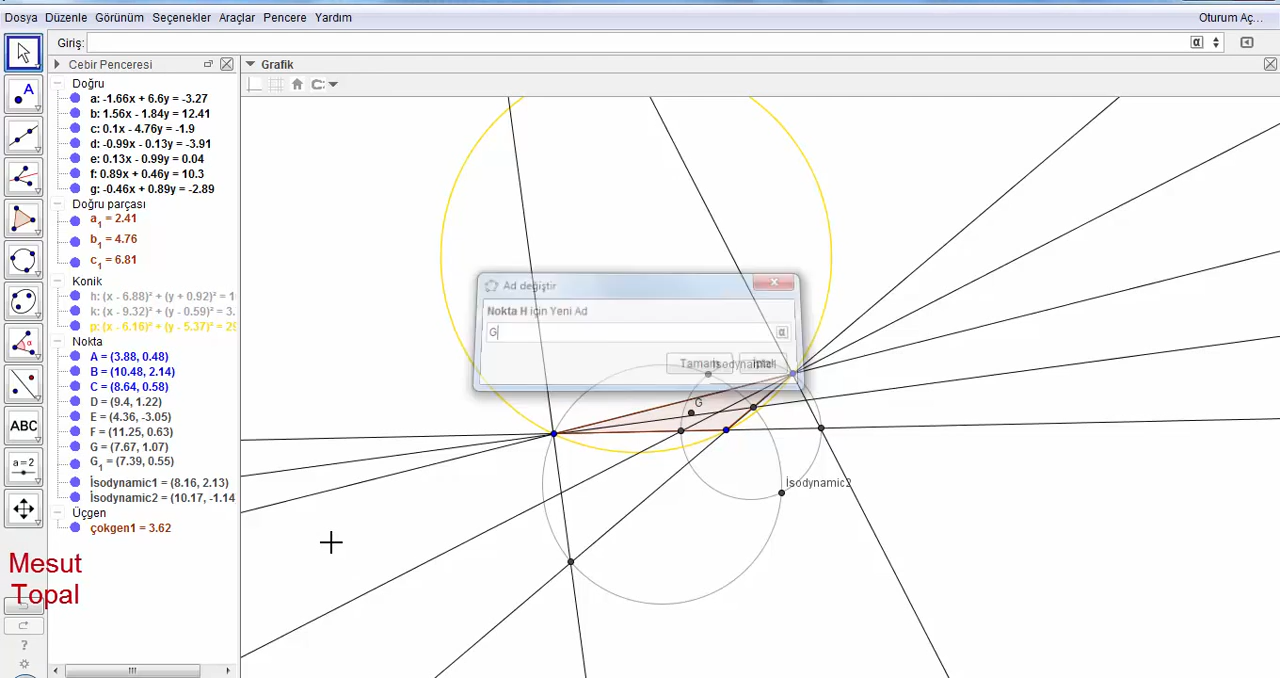 Dosya Düzenle Görünüm Seçenekler Araçlar Pencere Yardım Oturum Aç...
Giriş: α
Cebir Penceresi Grafik
Doğru
a: -1.66x + 6.6y = -3.27
b: 1.56x - 1.84y = 12.41
c: 0.1x - 4.76y = -1.9
d: -0.99x - 0.13y = -3.91
e: 0.13x - 0.99y = 0.04
f: 0.89x + 0.46y = 10.3
g: -0.46x + 0.89y = -2.89
Doğru parçası
a₁ = 2.41
b₁ = 4.76
c₁ = 6.81
Konik
h: (x - 6.88)² + (y + 0.92)² = 1
k: (x - 9.32)² + (y - 0.59)² = 3.
p: (x - 6.16)² + (y - 5.37)² = 29
Nokta
A = (3.88, 0.48)
B = (10.48, 2.14)
C = (8.64, 0.58)
D = (9.4, 1.22)
E = (4.36, -3.05)
F = (11.25, 0.63)
G = (7.67, 1.07)
G₁ = (7.39, 0.55)
İsodynamic1 = (8.16, 2.13)
İsodynamic2 = (10.17, -1.14
Üçgen
çokgen1 = 3.62
A
ABC
a=2
Mesut
Topal
?
Ad değiştir
Nokta H için Yeni Ad
G α
Tamam İptal
G
İsodynamic2